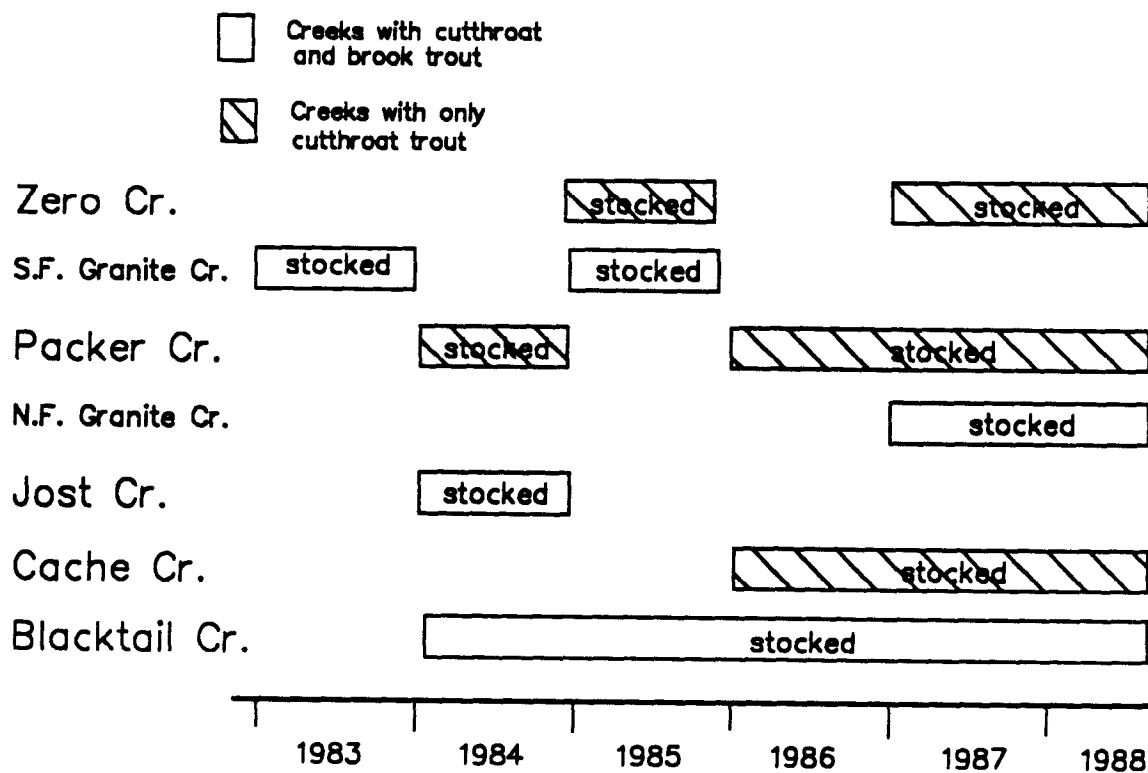 Creeks with cutthroat
and brook trout
Creeks with only
cutthroat trout
Zero Cr.
stocked
stocked
S.F. Granite Cr.
stocked
stocked
Packer Cr.
stocked
stocked
N.F. Granite Cr.
stocked
Jost Cr.
stocked
Cache Cr.
stocked
Blacktail Cr.
stocked
1983 1984 1985 1986 1987 1988